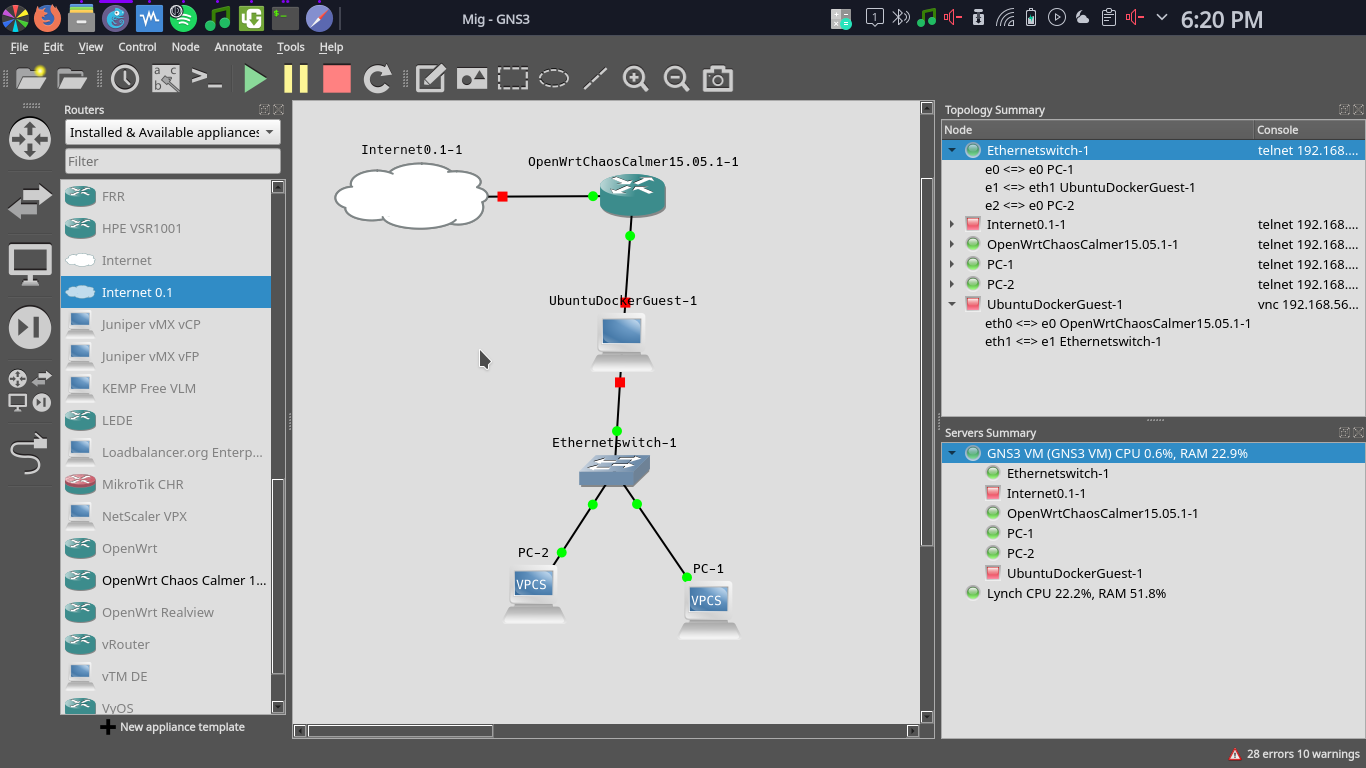 Mig - GNS3
1
6:20 PM
File Edit View Control Node Annotate Tools Help
Routers
Installed & Available appliances
Filter
FRR
HPE VSR1001
Internet
Internet 0.1
Juniper vMX vCP
Juniper vMX vFP
KEMP Free VLM
LEDE
Loadbalancer.org Enterp...
MikroTik CHR
NetScaler VPX
OpenWrt
OpenWrt Chaos Calmer 1...
OpenWrt Realview
vRouter
vTM DE
VyOS
New appliance template
Internet0.1-1
OpenWrtChaosCalmer15.05.1-1
UbuntuDockerGuest-1
Ethernetswitch-1
PC-2
VPCS
PC-1
VPCS
Topology Summary
Node Console
Ethernetswitch-1 telnet 192.168....
e0 <=> e0 PC-1
e1 <=> eth1 UbuntuDockerGuest-1
e2 <=> e0 PC-2
Internet0.1-1 telnet 192.168....
OpenWrtChaosCalmer15.05.1-1 telnet 192.168....
PC-1 telnet 192.168....
PC-2 telnet 192.168....
UbuntuDockerGuest-1 vnc 192.168.56...
eth0 <=> e0 OpenWrtChaosCalmer15.05.1-1
eth1 <=> e1 Ethernetswitch-1
Servers Summary
GNS3 VM (GNS3 VM) CPU 0.6%, RAM 22.9%
Ethernetswitch-1
Internet0.1-1
OpenWrtChaosCalmer15.05.1-1
PC-1
PC-2
UbuntuDockerGuest-1
Lynch CPU 22.2%, RAM 51.8%
28 errors 10 warnings